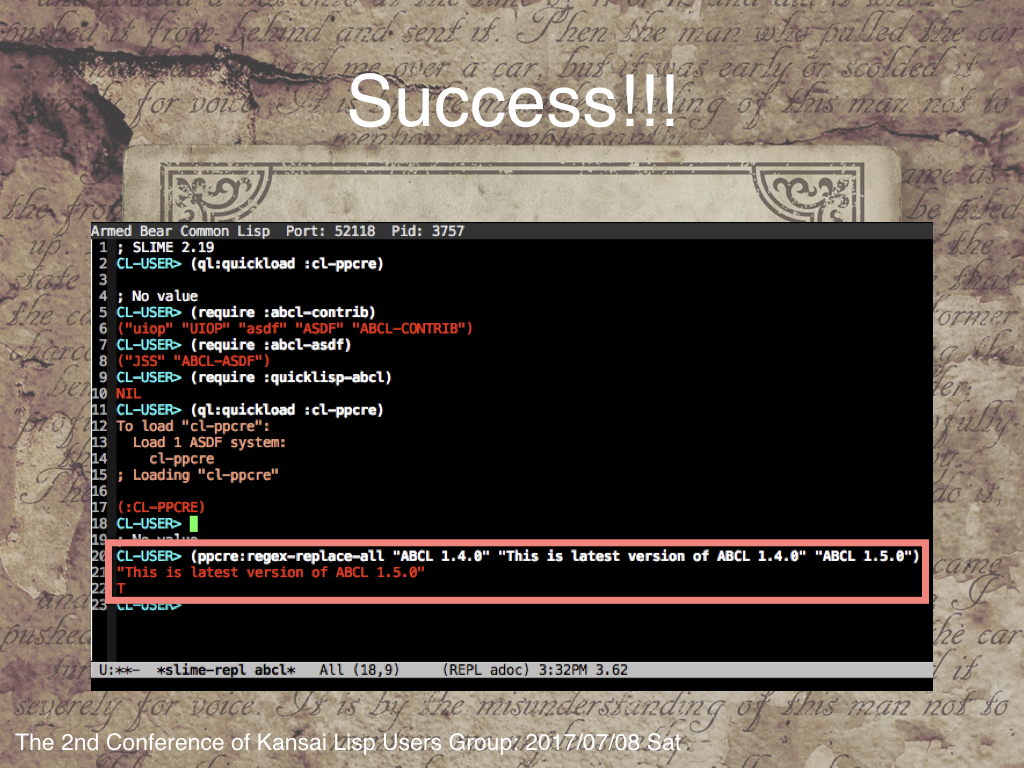 Success!!!
Armed Bear Common Lisp  Port: 52118  Pid: 3757
1 ; SLIME 2.19
2 CL-USER> (ql:quickload :cl-ppcre)
3
4 ; No value
5 CL-USER> (require :abcl-contrib)
6 ("uiop" "UIOP" "asdf" "ASDF" "ABCL-CONTRIB")
7 CL-USER> (require :abcl-asdf)
8 ("JSS" "ABCL-ASDF")
9 CL-USER> (require :quicklisp-abcl)
10 NIL
11 CL-USER> (ql:quickload :cl-ppcre)
12 To load "cl-ppcre":
13   Load 1 ASDF system:
14     cl-ppcre
15 ; Loading "cl-ppcre"
16
17 (:CL-PPCRE)
18 CL-USER>
19 ; No value
20 CL-USER> (ppcre:regex-replace-all "ABCL 1.4.0" "This is latest version of ABCL 1.4.0" "ABCL 1.5.0")
21 "This is latest version of ABCL 1.5.0"
22 T
23 CL-USER>
U:**-  *slime-repl abcl*   All (18,9)     (REPL adoc) 3:32PM 3.62
The 2nd Conference of Kansai Lisp Users Group: 2017/07/08 Sat